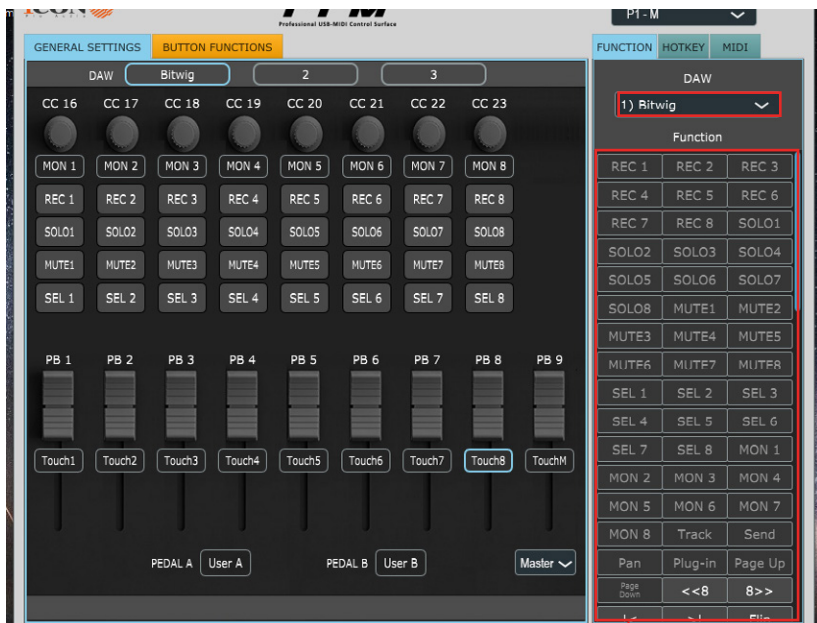 iCON
Pro Audio
Professional USB-MIDI Control Surface
P1-M
GENERAL SETTINGS BUTTON FUNCTIONS
FUNCTION HOTKEY MIDI
DAW Bitwig 2 3
CC 16 CC 17 CC 18 CC 19 CC 20 CC 21 CC 22 CC 23
MON 1 MON 2 MON 3 MON 4 MON 5 MON 6 MON 7 MON 8
REC 1 REC 2 REC 3 REC 4 REC 5 REC 6 REC 7 REC 8
SOLO1 SOLO2 SOLO3 SOLO4 SOLO5 SOLO6 SOLO7 SOLO8
MUTE1 MUTE2 MUTE3 MUTE4 MUTE5 MUTE6 MUTE7 MUTE8
SEL 1 SEL 2 SEL 3 SEL 4 SEL 5 SEL 6 SEL 7 SEL 8
PB 1 PB 2 PB 3 PB 4 PB 5 PB 6 PB 7 PB 8 PB 9
Touch1 Touch2 Touch3 Touch4 Touch5 Touch6 Touch7 Touch8 TouchM
PEDAL A User A PEDAL B User B Master
DAW
1) Bitwig
Function
REC 1 REC 2 REC 3
REC 4 REC 5 REC 6
REC 7 REC 8 SOLO1
SOLO2 SOLO3 SOLO4
SOLO5 SOLO6 SOLO7
SOLO8 MUTE1 MUTE2
MUTE3 MUTE4 MUTE5
MUTE6 MUTE7 MUTE8
SEL 1 SEL 2 SEL 3
SEL 4 SEL 5 SEL 6
SEL 7 SEL 8 MON 1
MON 2 MON 3 MON 4
MON 5 MON 6 MON 7
MON 8 Track Send
Pan Plug-in Page Up
Page Down <<8 8>>
|< >| Flip